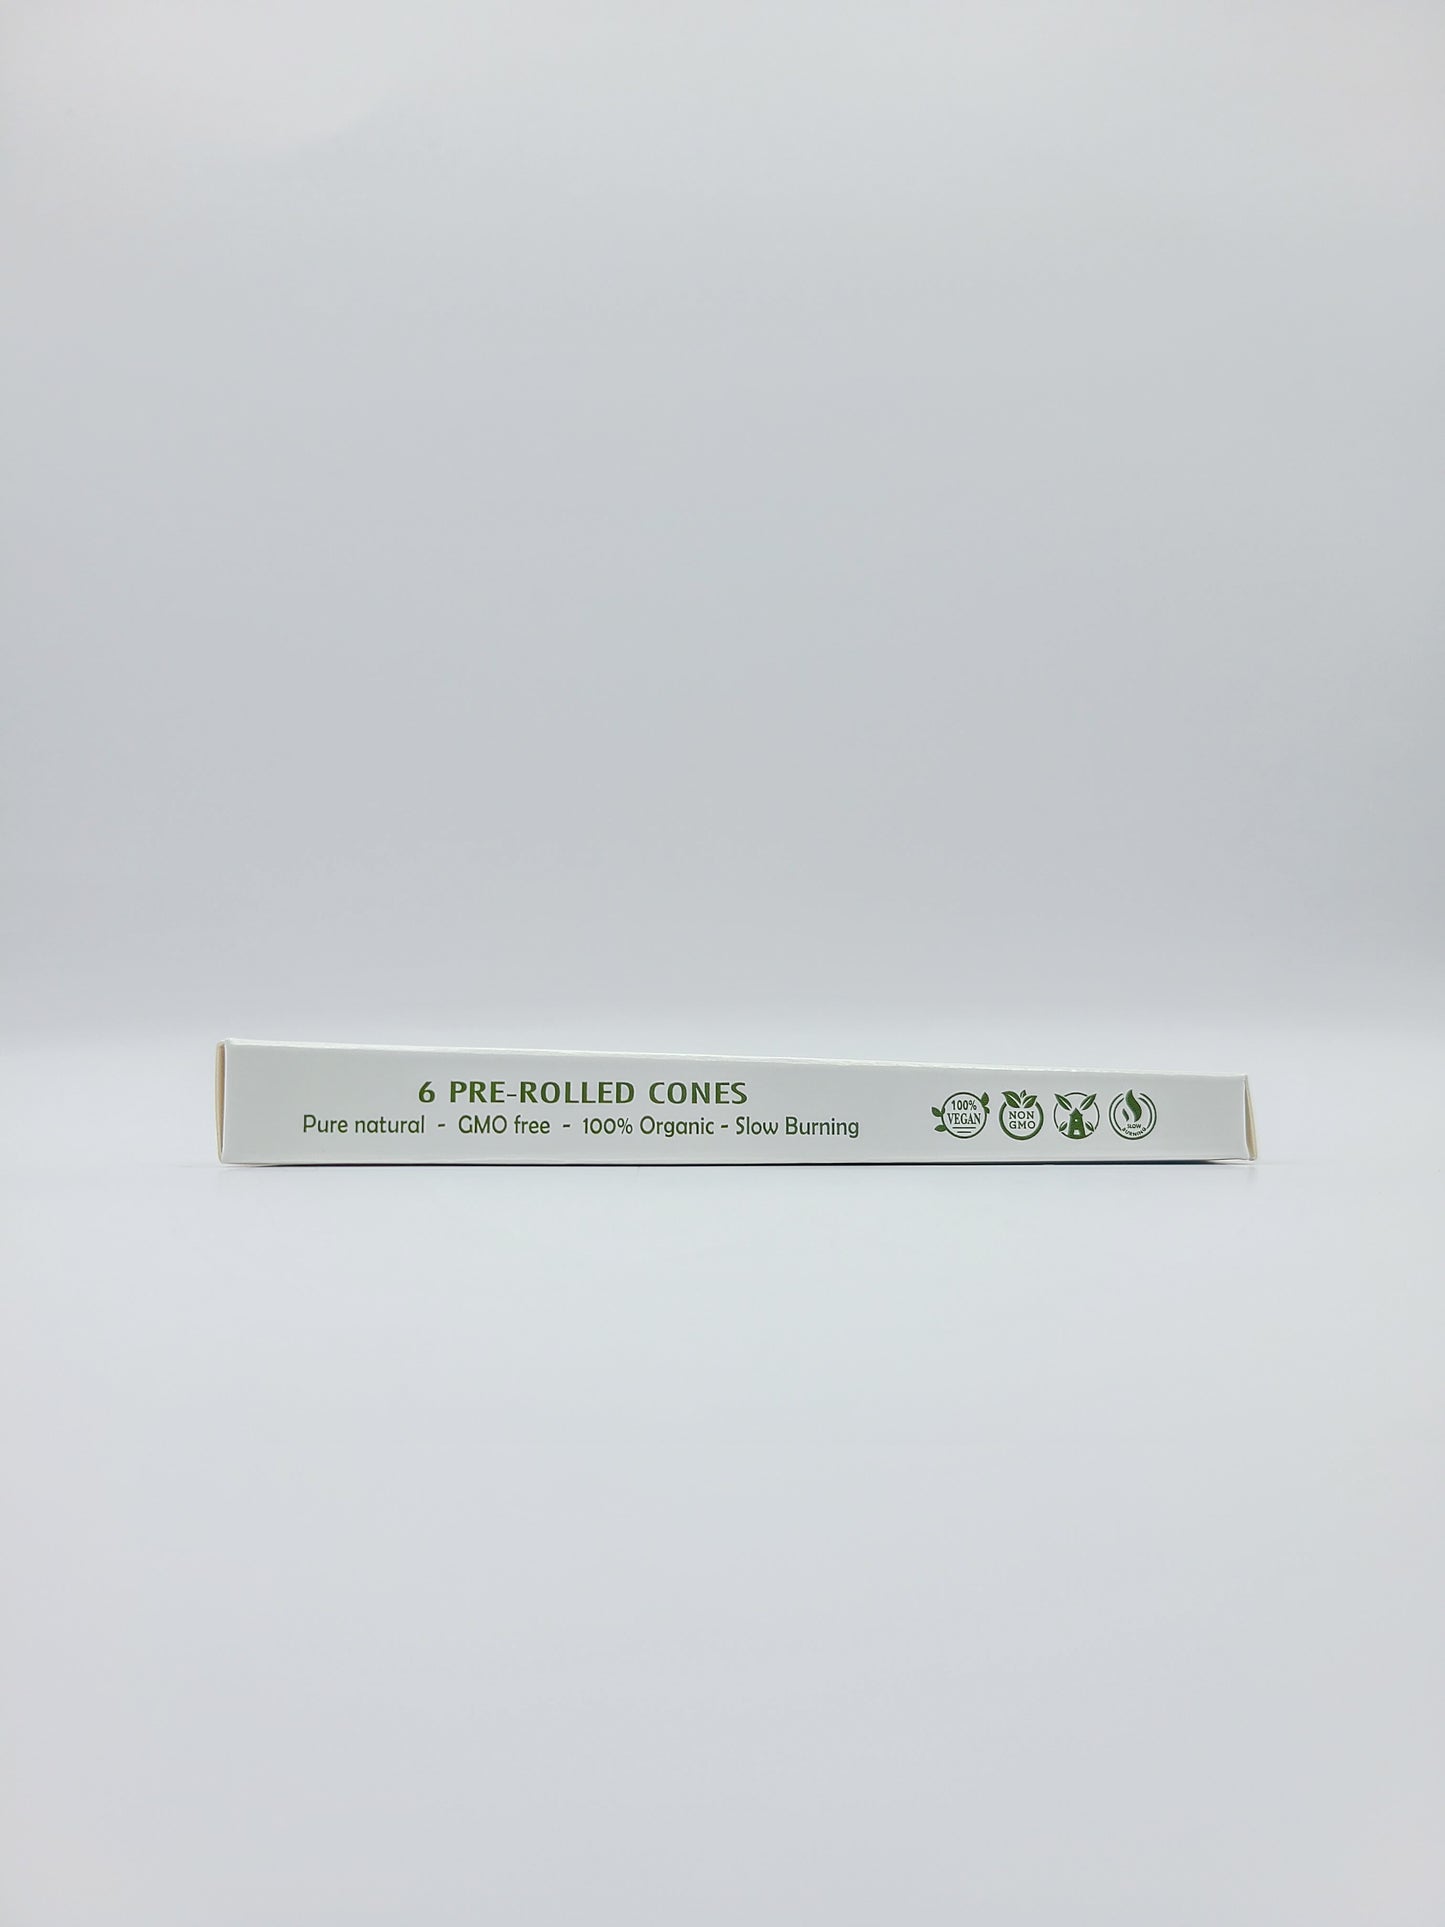 6 PRE-ROLLED CONES
Pure natural - GMO free - 100% Organic - Slow Burning
100%
VEGAN
NON
GMO
SLOW
BURNING